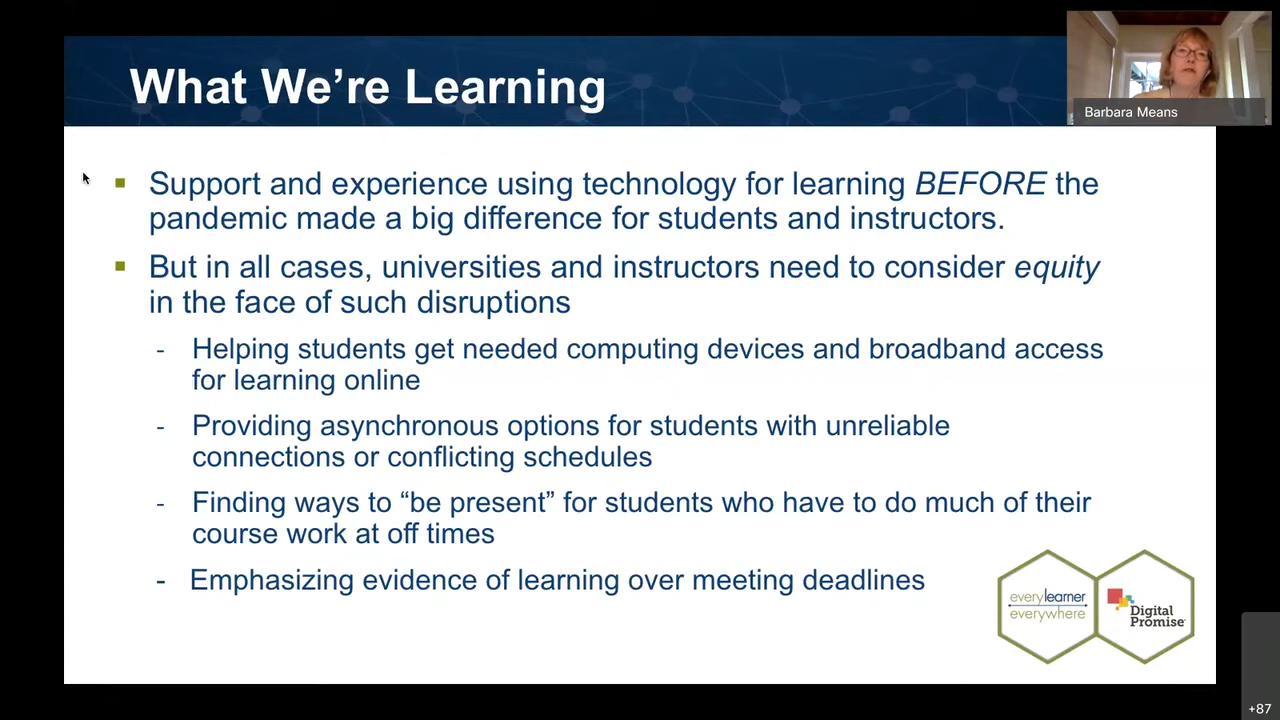 What We’re Learning
Barbara Means
▪ Support and experience using technology for learning BEFORE the
pandemic made a big difference for students and instructors.
▪ But in all cases, universities and instructors need to consider equity
in the face of such disruptions
- Helping students get needed computing devices and broadband access
for learning online
- Providing asynchronous options for students with unreliable
connections or conflicting schedules
- Finding ways to “be present” for students who have to do much of their
course work at off times
- Emphasizing evidence of learning over meeting deadlines
everylearner
everywhere
Digital
Promise
+87